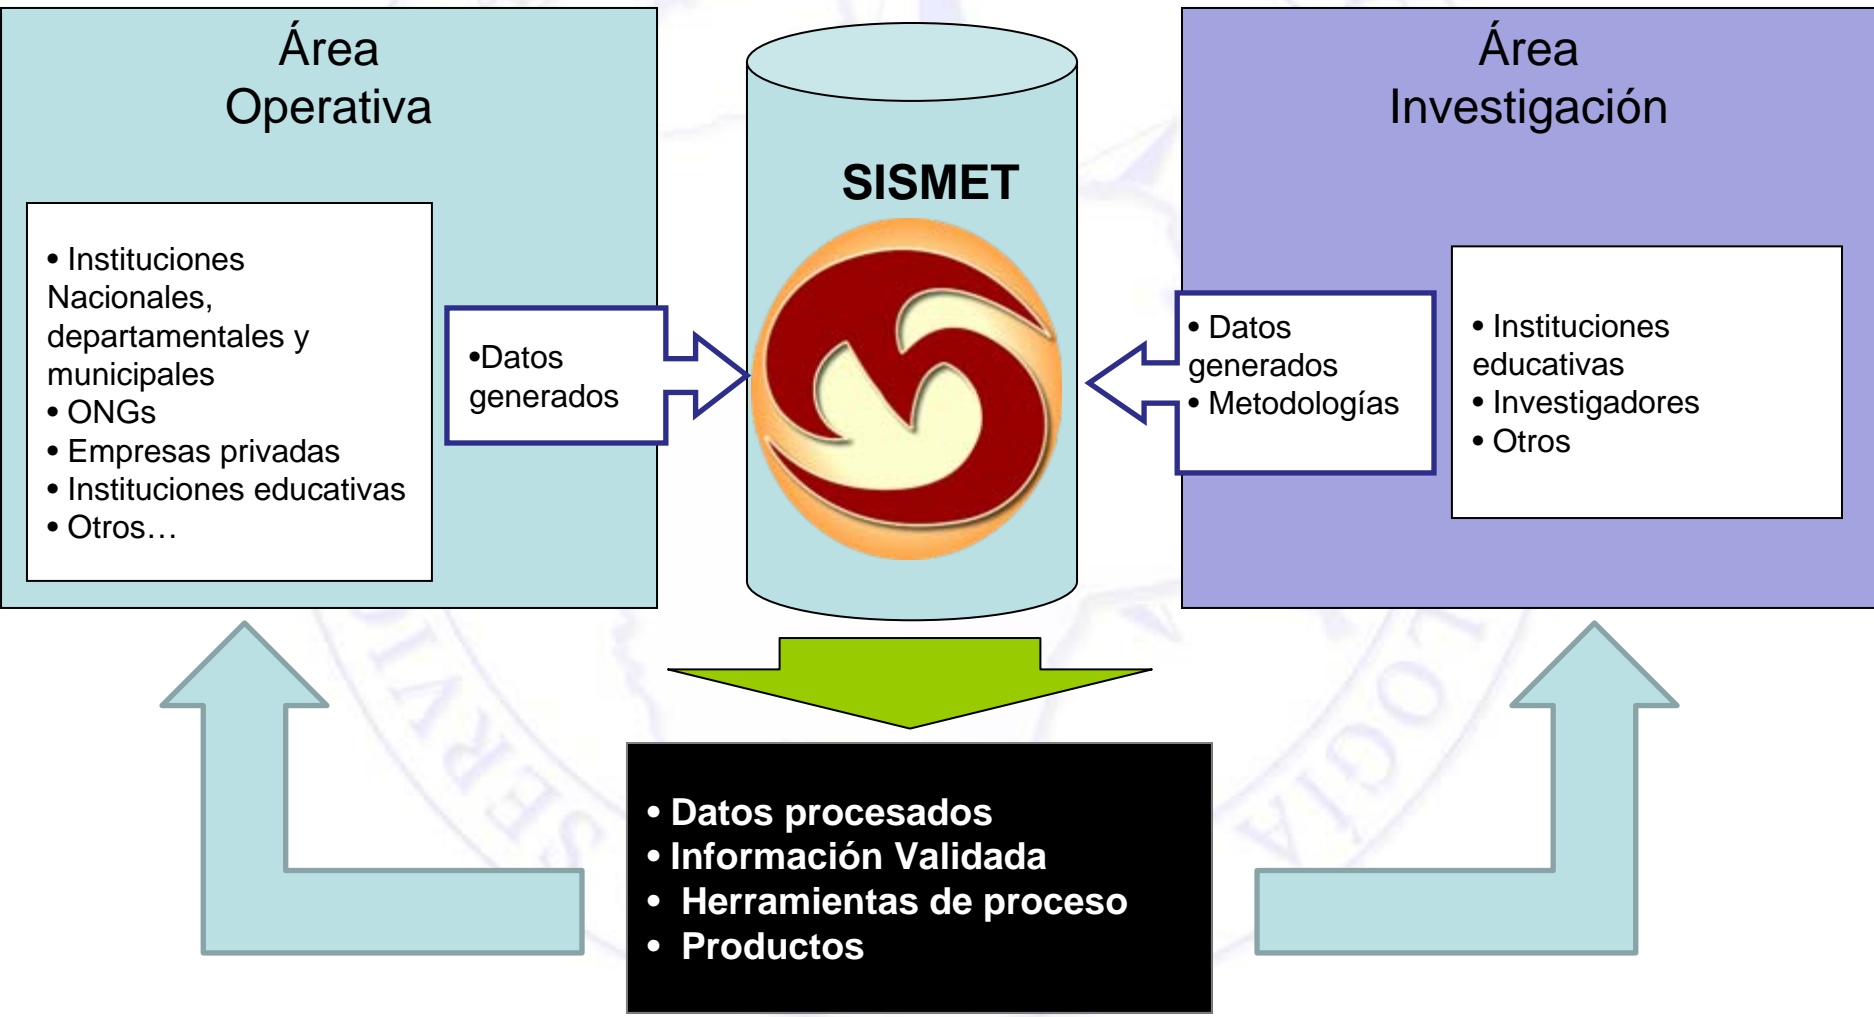 Área
Operativa
• Instituciones
Nacionales,
departamentales y
municipales
• ONGs
• Empresas privadas
• Instituciones educativas
• Otros…
•Datos
generados
SISMET
Área
Investigación
• Datos
generados
• Metodologías
• Instituciones
educativas
• Investigadores
• Otros
• Datos procesados
• Información Validada
• Herramientas de proceso
• Productos